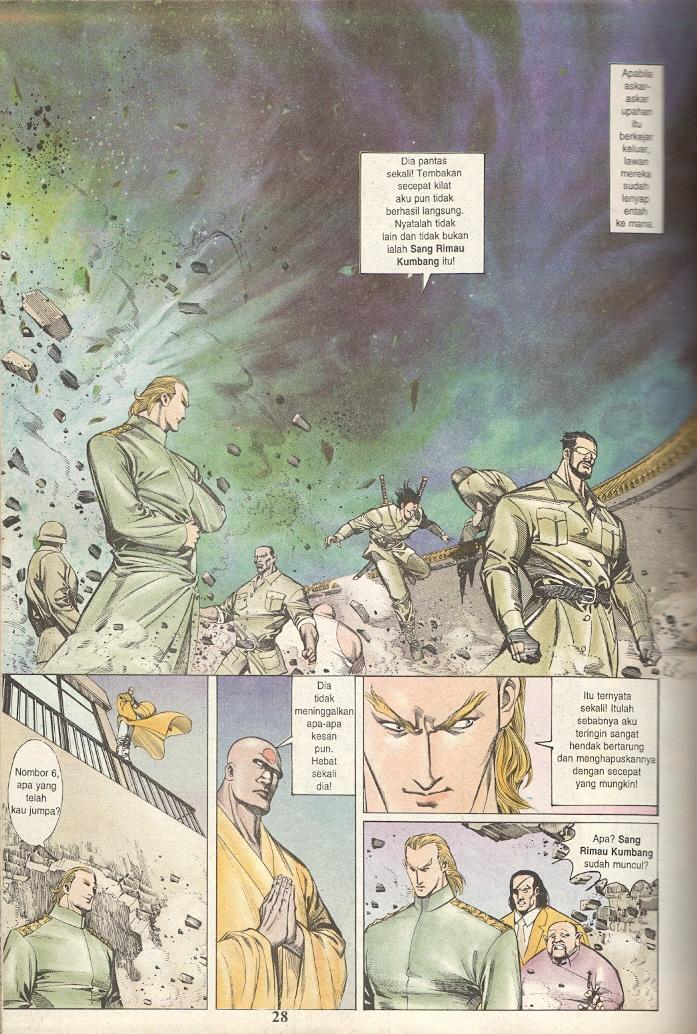 Apabila
askar-
askar
upahan
itu
berkejar
keluar,
lawan
mereka
sudah
lenyap
entah
ke mana.
Dia pantas
sekali! Tembakan
secepat kilat
aku pun tidak
berhasil langsung.
Nyatalah tidak
lain dan tidak bukan
ialah Sang Rimau
Kumbang itu!
Nombor 6,
apa yang
telah
kau jumpa?
Dia
tidak
meninggalkan
apa-apa
kesan
pun.
Hebat
sekali
dia!
Itu ternyata
sekali! Itulah
sebabnya aku
teringin sangat
hendak bertarung
dan menghapuskannya
dengan secepat
yang mungkin!
Apa? Sang
Rimau Kumbang
sudah muncul?
28